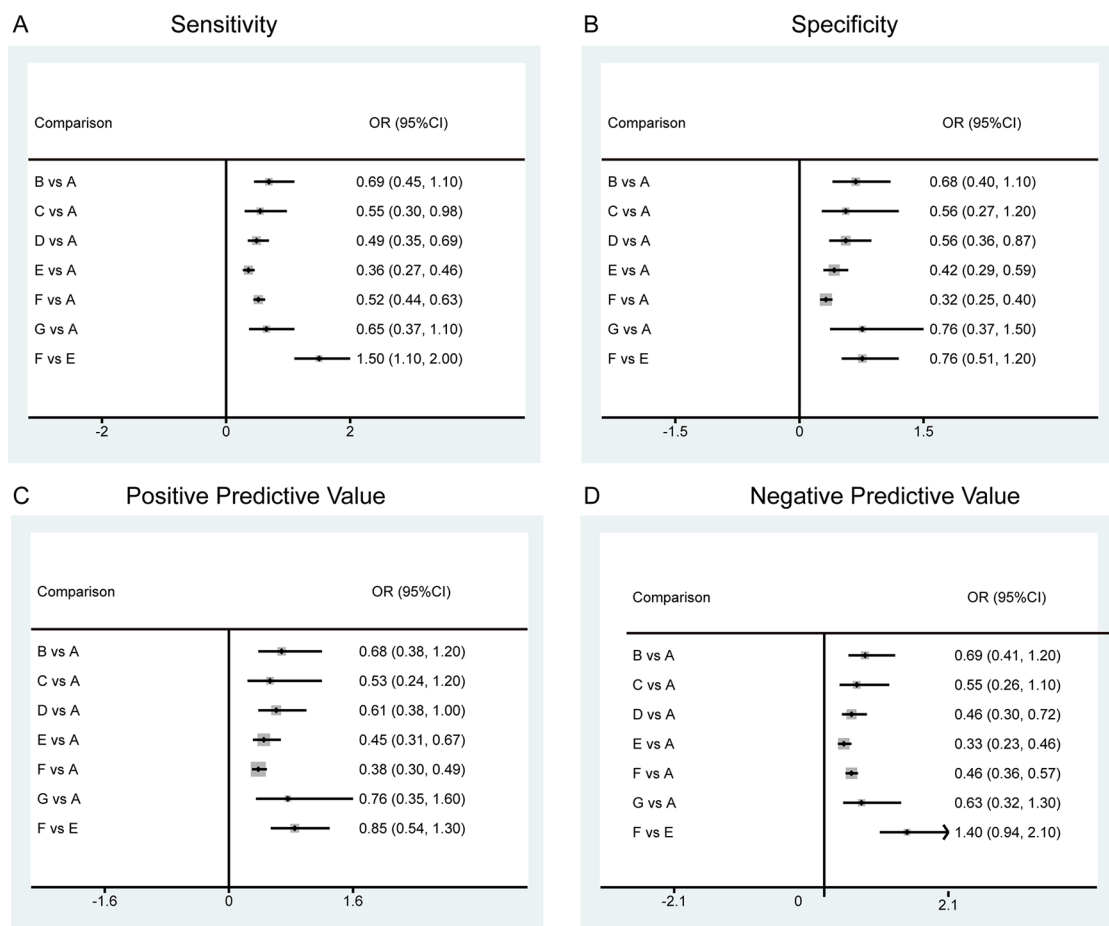 A Sensitivity
Comparison OR (95%CI)
B vs A 0.69 (0.45, 1.10)
C vs A 0.55 (0.30, 0.98)
D vs A 0.49 (0.35, 0.69)
E vs A 0.36 (0.27, 0.46)
F vs A 0.52 (0.44, 0.63)
G vs A 0.65 (0.37, 1.10)
F vs E 1.50 (1.10, 2.00)
-2 0 2
B Specificity
Comparison OR (95%CI)
B vs A 0.68 (0.40, 1.10)
C vs A 0.56 (0.27, 1.20)
D vs A 0.56 (0.36, 0.87)
E vs A 0.42 (0.29, 0.59)
F vs A 0.32 (0.25, 0.40)
G vs A 0.76 (0.37, 1.50)
F vs E 0.76 (0.51, 1.20)
-1.5 0 1.5
C Positive Predictive Value
Comparison OR (95%CI)
B vs A 0.68 (0.38, 1.20)
C vs A 0.53 (0.24, 1.20)
D vs A 0.61 (0.38, 1.00)
E vs A 0.45 (0.31, 0.67)
F vs A 0.38 (0.30, 0.49)
G vs A 0.76 (0.35, 1.60)
F vs E 0.85 (0.54, 1.30)
-1.6 0 1.6
D Negative Predictive Value
Comparison OR (95%CI)
B vs A 0.69 (0.41, 1.20)
C vs A 0.55 (0.26, 1.10)
D vs A 0.46 (0.30, 0.72)
E vs A 0.33 (0.23, 0.46)
F vs A 0.46 (0.36, 0.57)
G vs A 0.63 (0.32, 1.30)
F vs E 1.40 (0.94, 2.10)
-2.1 0 2.1